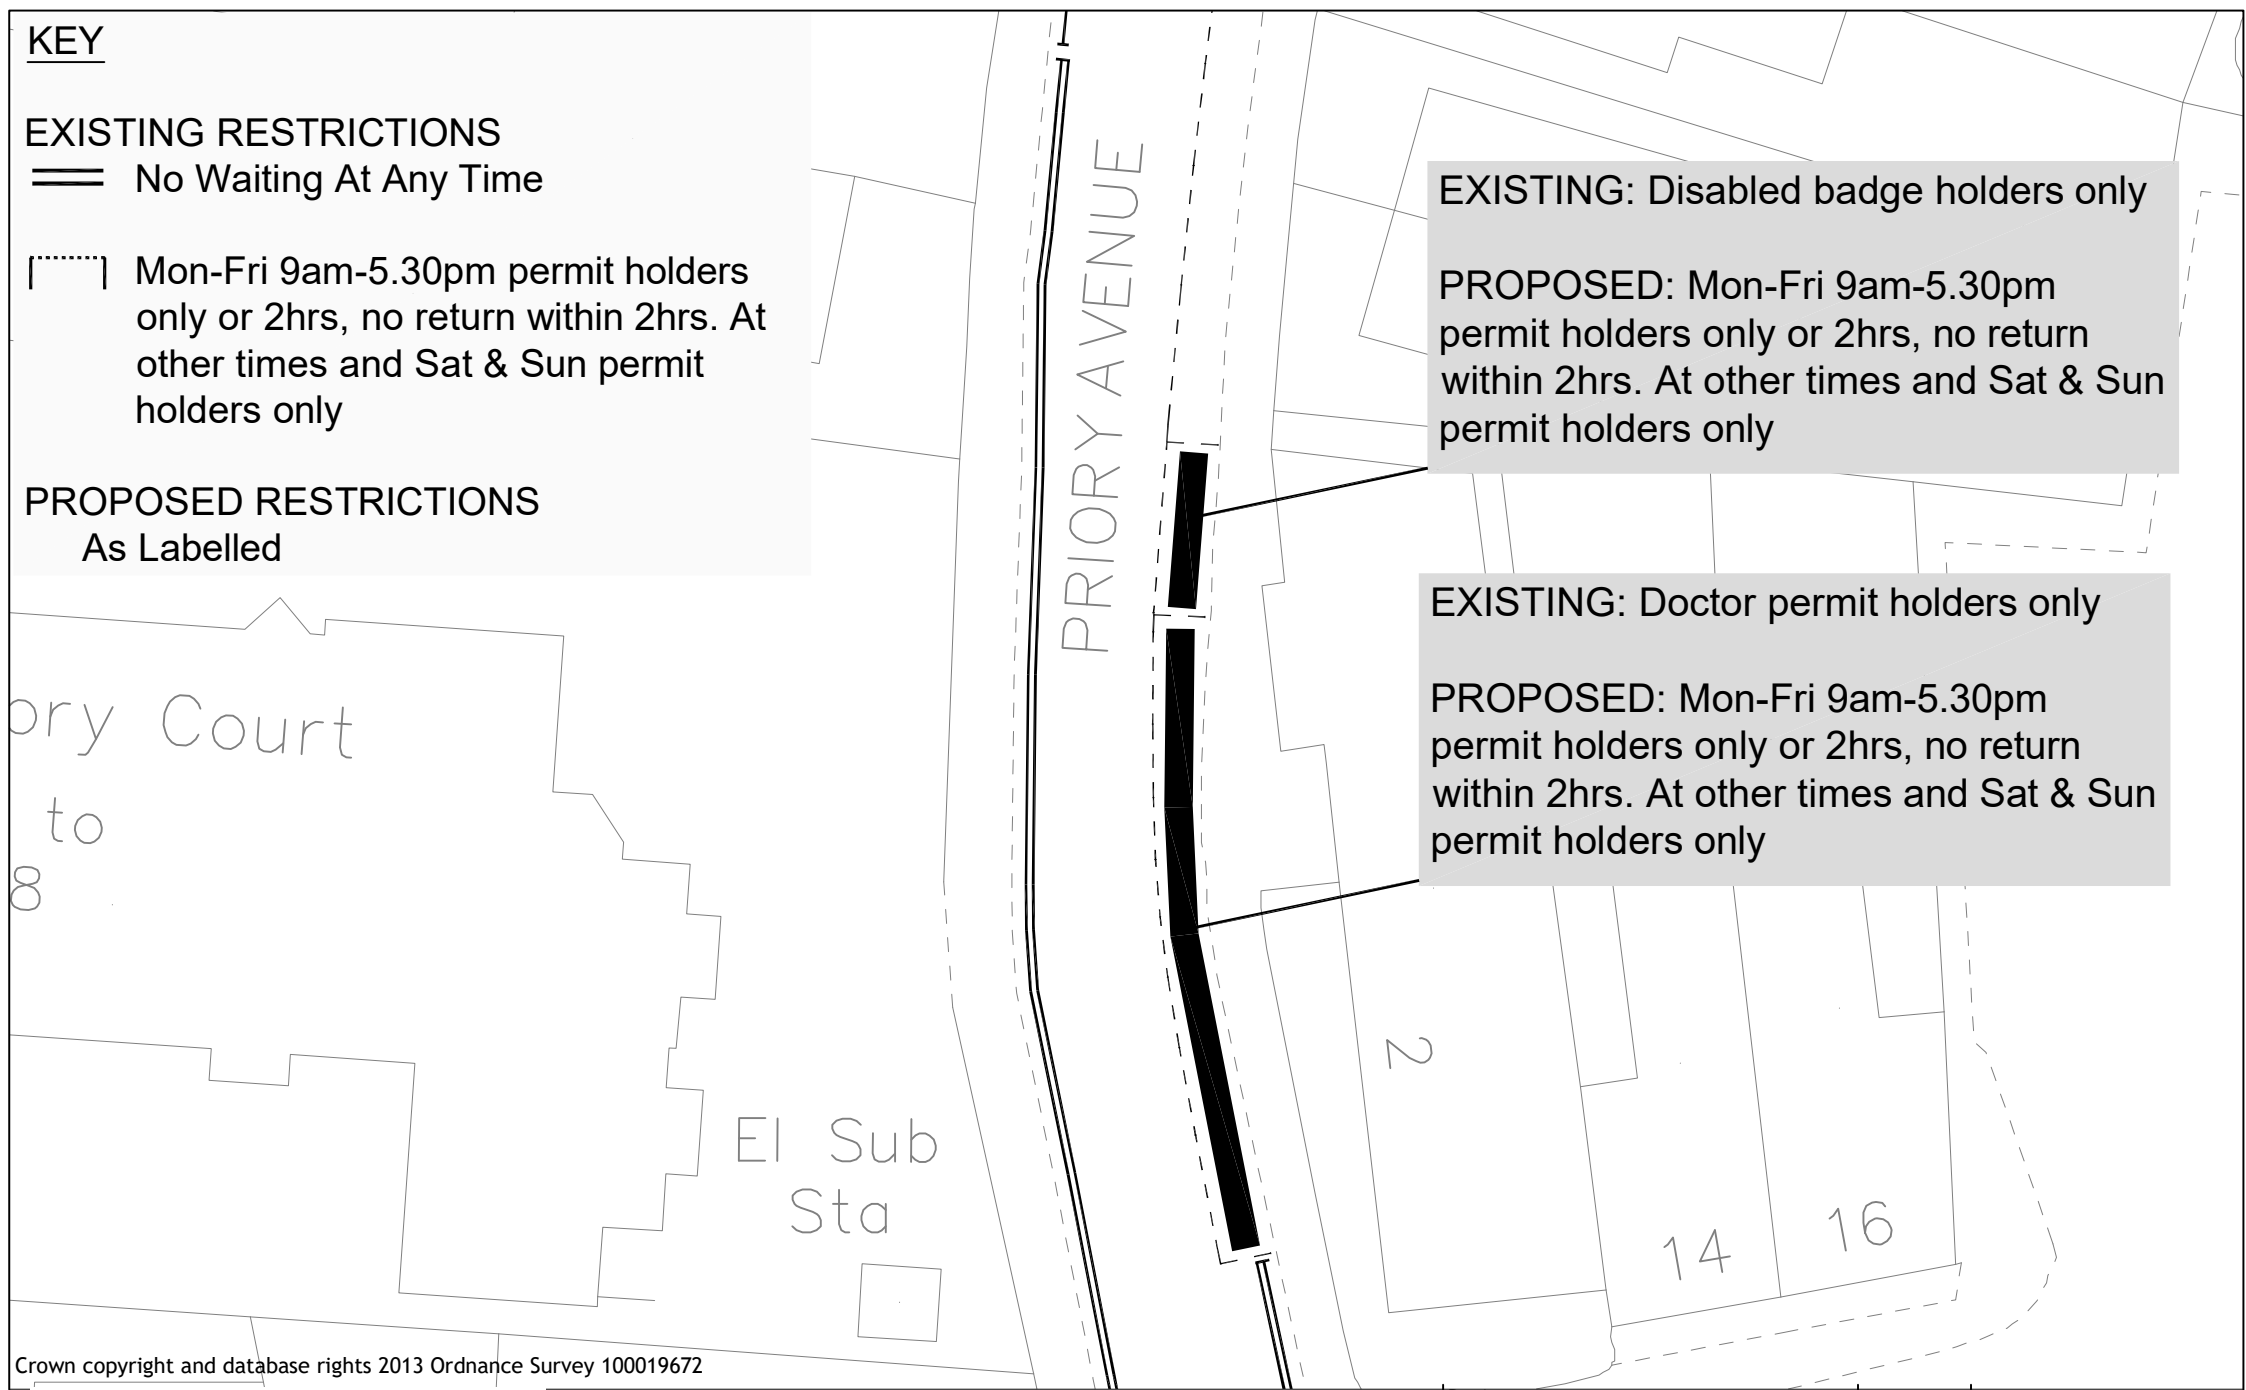 KEY
EXISTING RESTRICTIONS
No Waiting At Any Time
Mon-Fri 9am-5.30pm permit holders
only or 2hrs, no return within 2hrs. At
other times and Sat & Sun permit
holders only
PROPOSED RESTRICTIONS
As Labelled
PRIORY AVENUE
EXISTING: Disabled badge holders only
PROPOSED: Mon-Fri 9am-5.30pm
permit holders only or 2hrs, no return
within 2hrs. At other times and Sat & Sun
permit holders only
EXISTING: Doctor permit holders only
PROPOSED: Mon-Fri 9am-5.30pm
permit holders only or 2hrs, no return
within 2hrs. At other times and Sat & Sun
permit holders only
ory Court
to
8
El Sub
Sta
2
14
16
Crown copyright and database rights 2013 Ordnance Survey 100019672